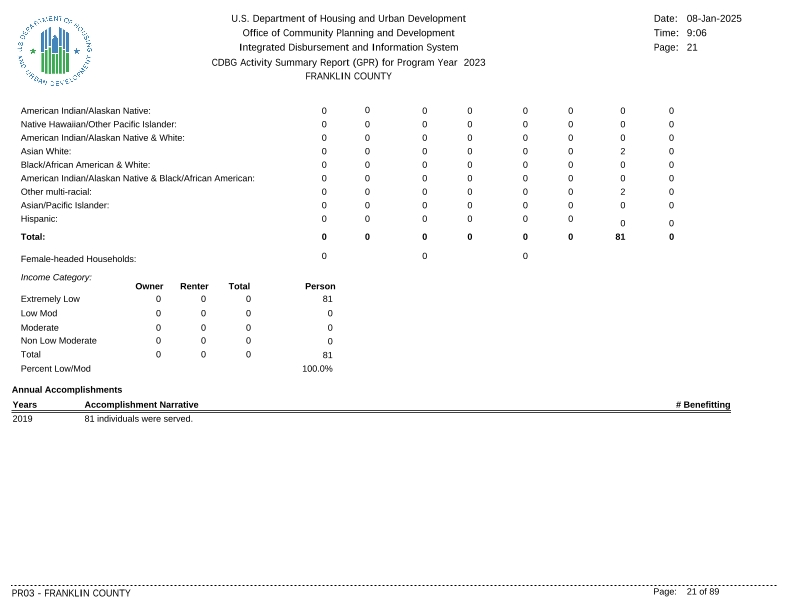 U.S. DEPARTMENT OF HOUSING AND URBAN DEVELOPMENT
U.S. Department of Housing and Urban Development
Office of Community Planning and Development
Integrated Disbursement and Information System
CDBG Activity Summary Report (GPR) for Program Year 2023
FRANKLIN COUNTY
Date: 08-Jan-2025
Time: 9:06
Page: 21
American Indian/Alaskan Native: 0 0 0 0 0 0 0 0
Native Hawaiian/Other Pacific Islander: 0 0 0 0 0 0 0 0
American Indian/Alaskan Native & White: 0 0 0 0 0 0 0 0
Asian White: 0 0 0 0 0 0 2 0
Black/African American & White: 0 0 0 0 0 0 0 0
American Indian/Alaskan Native & Black/African American: 0 0 0 0 0 0 0 0
Other multi-racial: 0 0 0 0 0 0 2 0
Asian/Pacific Islander: 0 0 0 0 0 0 0 0
Hispanic: 0 0 0 0 0 0 0 0
Total: 0 0 0 0 0 0 81 0
Female-headed Households: 0 0 0
Income Category:
Owner Renter Total Person
Extremely Low 0 0 0 81
Low Mod 0 0 0 0
Moderate 0 0 0 0
Non Low Moderate 0 0 0 0
Total 0 0 0 81
Percent Low/Mod 100.0%
Annual Accomplishments
Years Accomplishment Narrative # Benefitting
2019 81 individuals were served.
PR03 - FRANKLIN COUNTY Page: 21 of 89